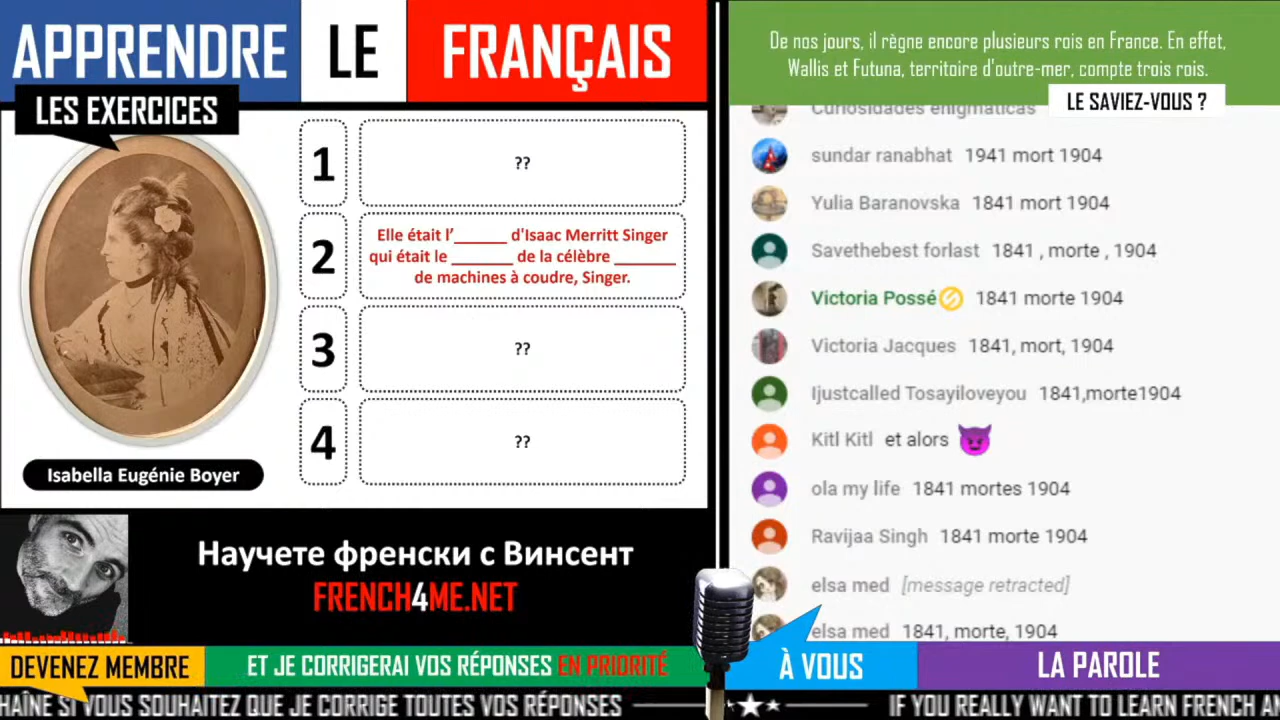 APPRENDRE LE FRANÇAIS
LES EXERCICES
1
??
2
Elle était l’______ d'Isaac Merritt Singer
qui était le _______ de la célèbre _______
de machines à coudre, Singer.
3
??
4
??
Isabella Eugénie Boyer
Научете френски с Винсент
FRENCH4ME.NET
DEVENEZ MEMBRE
ET JE CORRIGERAI VOS RÉPONSES EN PRIORITÉ
De nos jours, il règne encore plusieurs rois en France. En effet,
Wallis et Futuna, territoire d'outre-mer, compte trois rois.
LE SAVIEZ-VOUS ?
Curiosidades enigmáticas
sundar ranabhat 1941 mort 1904
Yulia Baranovska 1841 mort 1904
Savethebest forlast 1841 , morte , 1904
Victoria Possé 1841 morte 1904
Victoria Jacques 1841, mort, 1904
Ijustcalled Tosayiloveyou 1841,morte1904
Kitl Kitl et alors 😈
ola my life 1841 mortes 1904
Ravijaa Singh 1841 morte 1904
elsa med [message retracted]
elsa med 1841, morte, 1904
À VOUS
LA PAROLE
HAÎNE SI VOUS SOUHAITEZ QUE JE CORRIGE TOUTES VOS RÉPONSES
IF YOU REALLY WANT TO LEARN FRENCH AN